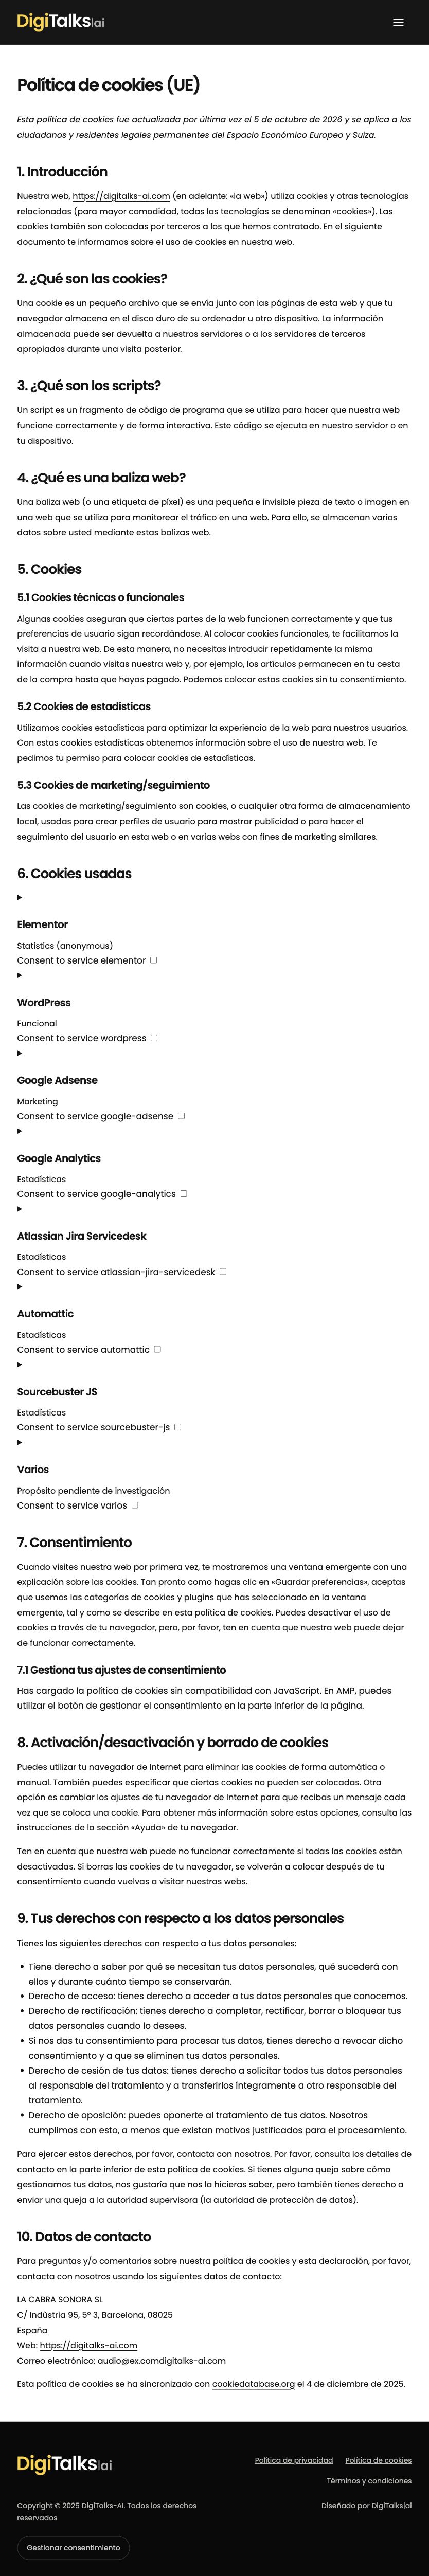 DigiTalks|ai
Política de cookies (UE)
Esta política de cookies fue actualizada por última vez el 5 de octubre de 2026 y se aplica a los
ciudadanos y residentes legales permanentes del Espacio Económico Europeo y Suiza.
1. Introducción
Nuestra web, https://digitalks-ai.com (en adelante: «la web») utiliza cookies y otras tecnologías
relacionadas (para mayor comodidad, todas las tecnologías se denominan «cookies»). Las
cookies también son colocadas por terceros a los que hemos contratado. En el siguiente
documento te informamos sobre el uso de cookies en nuestra web.
2. ¿Qué son las cookies?
Una cookie es un pequeño archivo que se envía junto con las páginas de esta web y que tu
navegador almacena en el disco duro de su ordenador u otro dispositivo. La información
almacenada puede ser devuelta a nuestros servidores o a los servidores de terceros
apropiados durante una visita posterior.
3. ¿Qué son los scripts?
Un script es un fragmento de código de programa que se utiliza para hacer que nuestra web
funcione correctamente y de forma interactiva. Este código se ejecuta en nuestro servidor o en
tu dispositivo.
4. ¿Qué es una baliza web?
Una baliza web (o una etiqueta de píxel) es una pequeña e invisible pieza de texto o imagen en
una web que se utiliza para monitorear el tráfico en una web. Para ello, se almacenan varios
datos sobre usted mediante estas balizas web.
5. Cookies
5.1 Cookies técnicas o funcionales
Algunas cookies aseguran que ciertas partes de la web funcionen correctamente y que tus
preferencias de usuario sigan recordándose. Al colocar cookies funcionales, te facilitamos la
visita a nuestra web. De esta manera, no necesitas introducir repetidamente la misma
información cuando visitas nuestra web y, por ejemplo, los artículos permanecen en tu cesta
de la compra hasta que hayas pagado. Podemos colocar estas cookies sin tu consentimiento.
5.2 Cookies de estadísticas
Utilizamos cookies estadísticas para optimizar la experiencia de la web para nuestros usuarios.
Con estas cookies estadísticas obtenemos información sobre el uso de nuestra web. Te
pedimos tu permiso para colocar cookies de estadísticas.
5.3 Cookies de marketing/seguimiento
Las cookies de marketing/seguimiento son cookies, o cualquier otra forma de almacenamiento
local, usadas para crear perfiles de usuario para mostrar publicidad o para hacer el
seguimiento del usuario en esta web o en varias webs con fines de marketing similares.
6. Cookies usadas
Elementor
Statistics (anonymous)
Consent to service elementor
WordPress
Funcional
Consent to service wordpress
Google Adsense
Marketing
Consent to service google-adsense
Google Analytics
Estadísticas
Consent to service google-analytics
Atlassian Jira Servicedesk
Estadísticas
Consent to service atlassian-jira-servicedesk
Automattic
Estadísticas
Consent to service automattic
Sourcebuster JS
Estadísticas
Consent to service sourcebuster-js
Varios
Propósito pendiente de investigación
Consent to service varios
7. Consentimiento
Cuando visites nuestra web por primera vez, te mostraremos una ventana emergente con una
explicación sobre las cookies. Tan pronto como hagas clic en «Guardar preferencias», aceptas
que usemos las categorías de cookies y plugins que has seleccionado en la ventana
emergente, tal y como se describe en esta política de cookies. Puedes desactivar el uso de
cookies a través de tu navegador, pero, por favor, ten en cuenta que nuestra web puede dejar
de funcionar correctamente.
7.1 Gestiona tus ajustes de consentimiento
Has cargado la política de cookies sin compatibilidad con JavaScript. En AMP, puedes
utilizar el botón de gestionar el consentimiento en la parte inferior de la página.
8. Activación/desactivación y borrado de cookies
Puedes utilizar tu navegador de Internet para eliminar las cookies de forma automática o
manual. También puedes especificar que ciertas cookies no pueden ser colocadas. Otra
opción es cambiar los ajustes de tu navegador de Internet para que recibas un mensaje cada
vez que se coloca una cookie. Para obtener más información sobre estas opciones, consulta las
instrucciones de la sección «Ayuda» de tu navegador.
Ten en cuenta que nuestra web puede no funcionar correctamente si todas las cookies están
desactivadas. Si borras las cookies de tu navegador, se volverán a colocar después de tu
consentimiento cuando vuelvas a visitar nuestras webs.
9. Tus derechos con respecto a los datos personales
Tienes los siguientes derechos con respecto a tus datos personales:
• Tiene derecho a saber por qué se necesitan tus datos personales, qué sucederá con
ellos y durante cuánto tiempo se conservarán.
• Derecho de acceso: tienes derecho a acceder a tus datos personales que conocemos.
• Derecho de rectificación: tienes derecho a completar, rectificar, borrar o bloquear tus
datos personales cuando lo desees.
• Si nos das tu consentimiento para procesar tus datos, tienes derecho a revocar dicho
consentimiento y a que se eliminen tus datos personales.
• Derecho de cesión de tus datos: tienes derecho a solicitar todos tus datos personales
al responsable del tratamiento y a transferirlos íntegramente a otro responsable del
tratamiento.
• Derecho de oposición: puedes oponerte al tratamiento de tus datos. Nosotros
cumplimos con esto, a menos que existan motivos justificados para el procesamiento.
Para ejercer estos derechos, por favor, contacta con nosotros. Por favor, consulta los detalles de
contacto en la parte inferior de esta política de cookies. Si tienes alguna queja sobre cómo
gestionamos tus datos, nos gustaría que nos la hicieras saber, pero también tienes derecho a
enviar una queja a la autoridad supervisora (la autoridad de protección de datos).
10. Datos de contacto
Para preguntas y/o comentarios sobre nuestra política de cookies y esta declaración, por favor,
contacta con nosotros usando los siguientes datos de contacto:
LA CABRA SONORA SL
C/ Indústria 95, 5º 3, Barcelona, 08025
España
Web: https://digitalks-ai.com
Correo electrónico: audio@ex.comdigitalks-ai.com
Esta política de cookies se ha sincronizado con cookiedatabase.org el 4 de diciembre de 2025.
DigiTalks|ai
Política de privacidad Política de cookies
Términos y condiciones
Copyright © 2025 DigiTalks-AI. Todos los derechos
reservados
Diseñado por DigiTalks|ai
Gestionar consentimiento